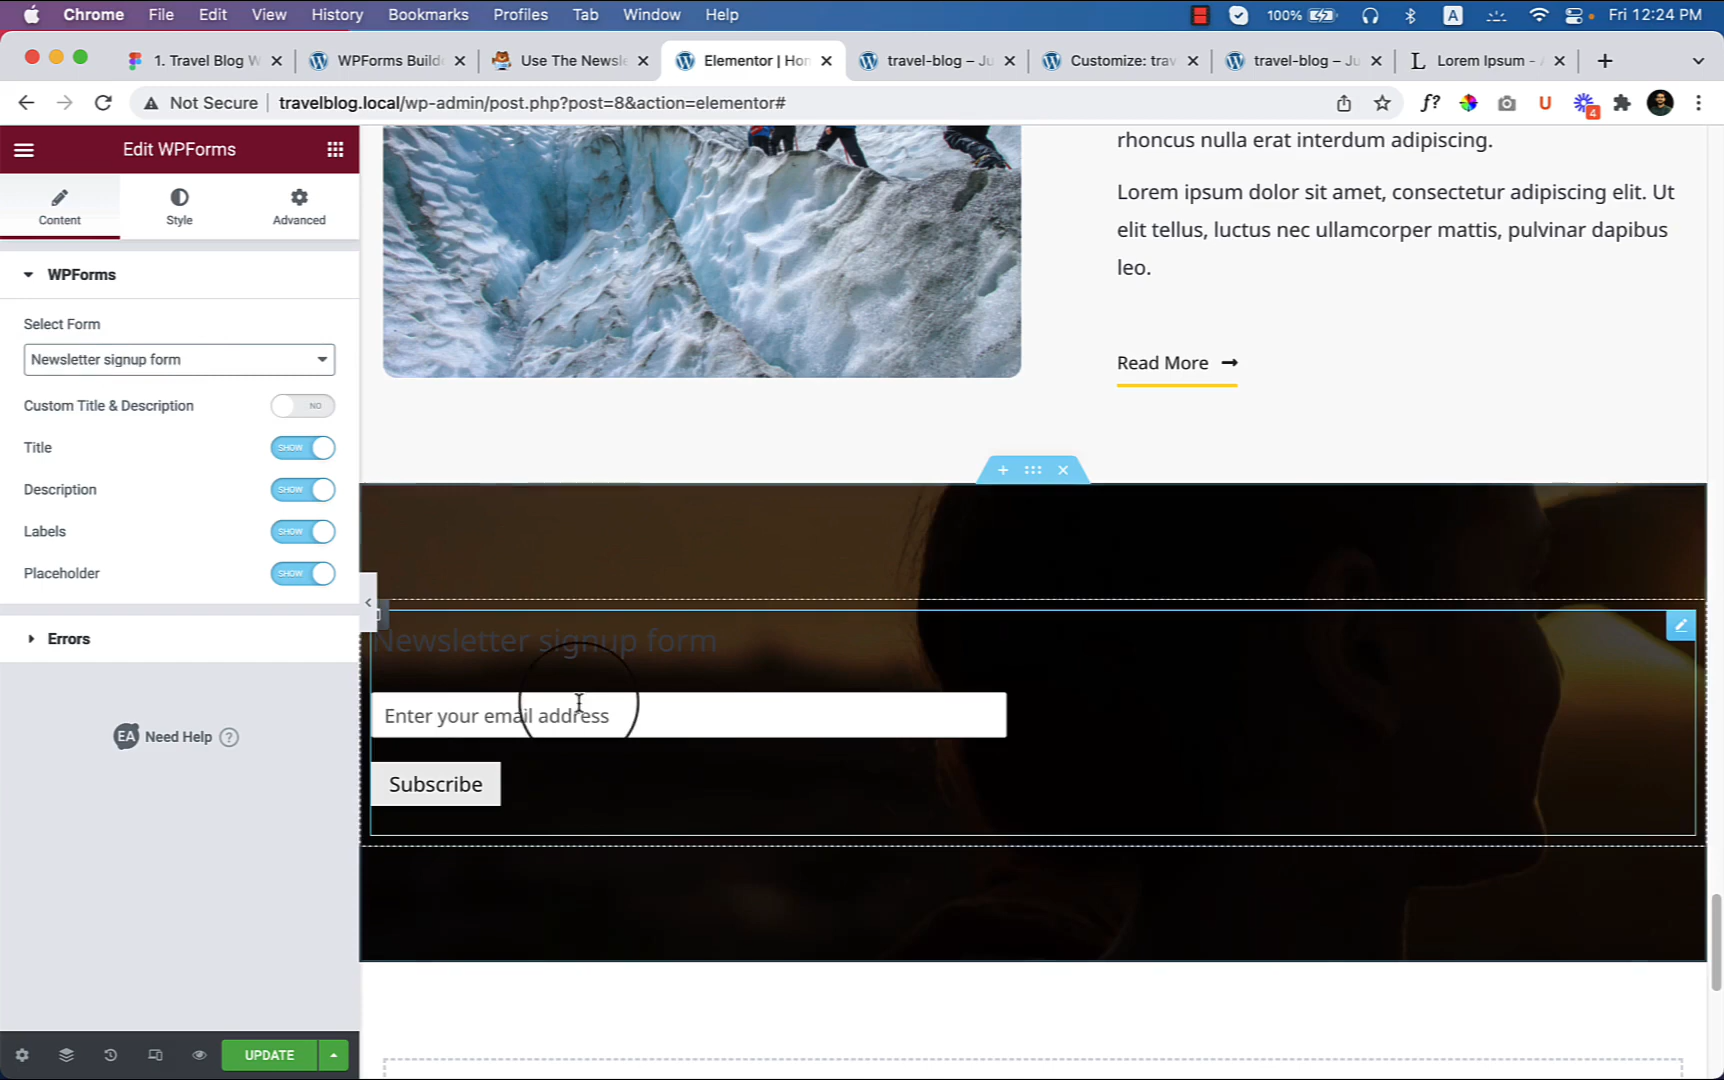 Chrome File Edit View History Bookmarks Profiles Tab Window Help 100% A Fri 12:24 PM
1. Travel Blog W WPForms Build Use The Newsle Elementor | Hon travel-blog – Ju Customize: trav travel-blog – Ju L Lorem Ipsum - A
Not Secure travelblog.local/wp-admin/post.php?post=8&action=elementor# f? U 4
Edit WPForms
Content Style Advanced
WPForms
Select Form
Newsletter signup form
Custom Title & Description NO
Title SHOW
Description SHOW
Labels SHOW
Placeholder SHOW
Errors
EA Need Help ?
UPDATE
rhoncus nulla erat interdum adipiscing.
Lorem ipsum dolor sit amet, consectetur adipiscing elit. Ut
elit tellus, luctus nec ullamcorper mattis, pulvinar dapibus
leo.
Read More →
Newsletter signup form
Enter your email address
Subscribe